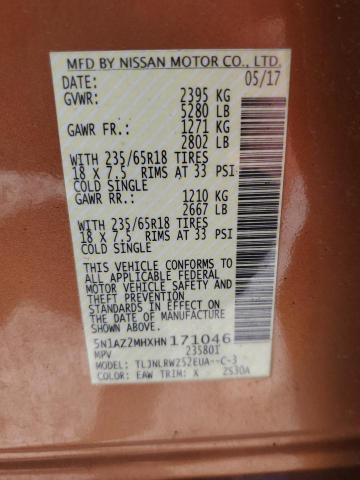 MFD BY NISSAN MOTOR CO., LTD.
DATE: 05/17
GVWR: 2395 KG
5280 LB
GAWR FR.: 1271 KG
2802 LB
WITH 235/65R18 TIRES
18 X 7.5 RIMS AT 33 PSI
COLD SINGLE
GAWR RR.: 1210 KG
2667 LB
WITH 235/65R18 TIRES
18 X 7.5 RIMS AT 33 PSI
COLD SINGLE
THIS VEHICLE CONFORMS TO
ALL APPLICABLE FEDERAL
MOTOR VEHICLE SAFETY AND
THEFT PREVENTION
STANDARDS IN EFFECT ON
THE DATE OF MANUFACTURE
SHOWN ABOVE.
5N1AZ2MHXHN171046
MPV 23580I
MODEL: TLJNLRWZ52EUA--C-3
COLOR: EAW TRIM: X 2530A